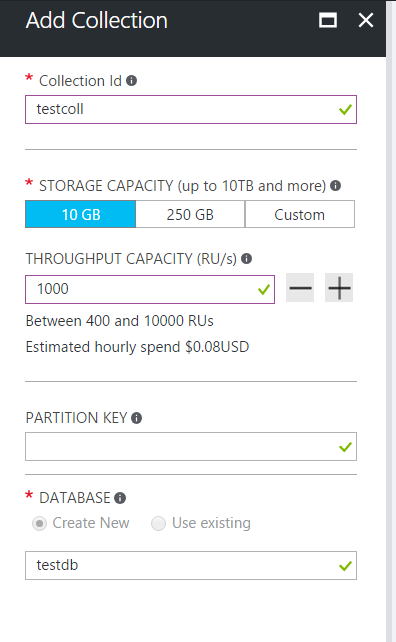 Add Collection
* Collection Id
testcoll
* STORAGE CAPACITY (up to 10TB and more)
10 GB 250 GB Custom
THROUGHPUT CAPACITY (RU/s)
1000
Between 400 and 10000 RUs
Estimated hourly spend $0.08USD
PARTITION KEY
* DATABASE
Create New Use existing
testdb